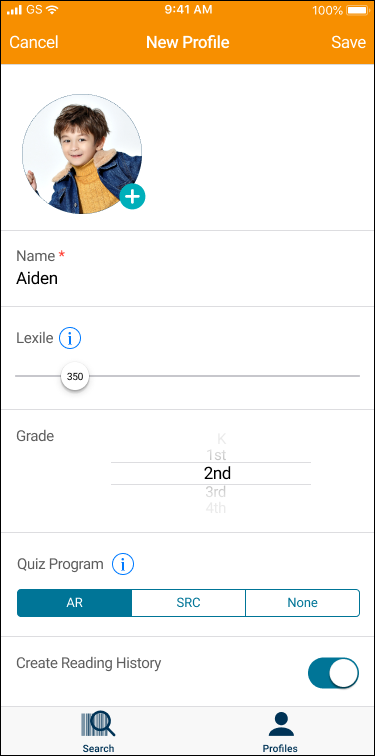 GS 9:41 AM 100%
Cancel New Profile Save
Name *
Aiden
Lexile i
350
Grade
K
1st
2nd
3rd
4th
Quiz Program i
AR SRC None
Create Reading History
Search Profiles